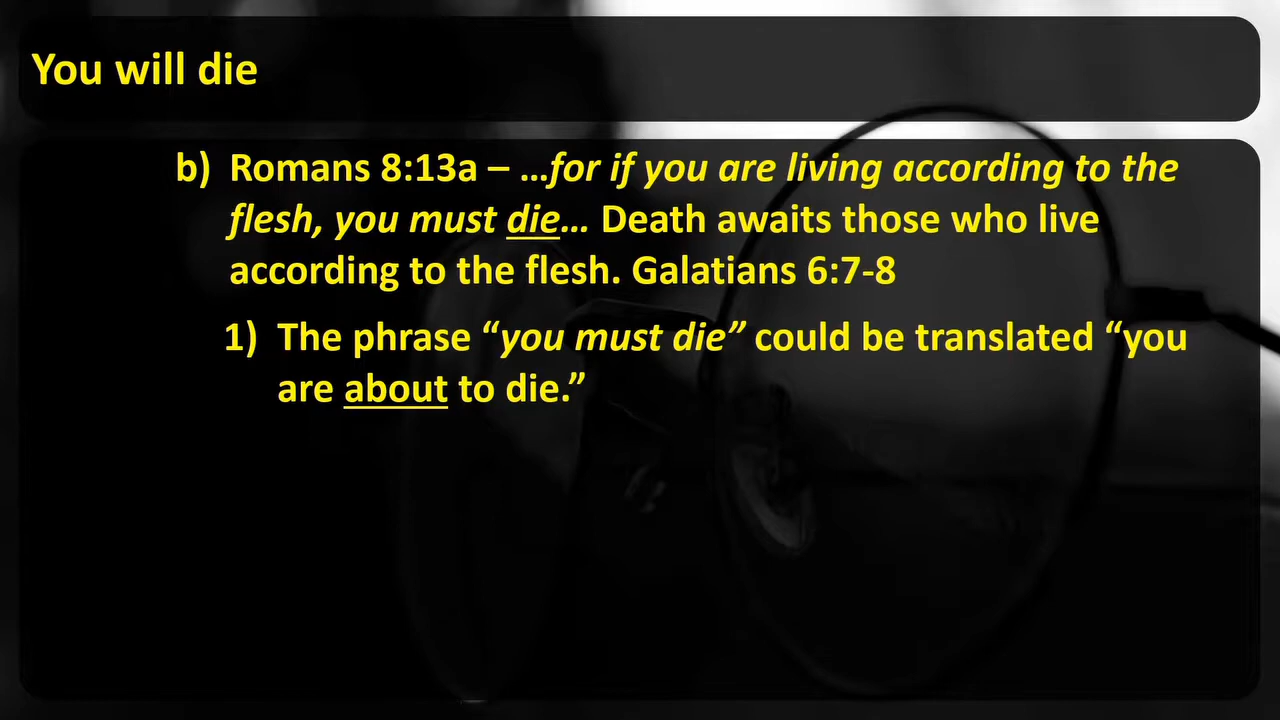 You will die
b) Romans 8:13a – …for if you are living according to the
flesh, you must die… Death awaits those who live
according to the flesh. Galatians 6:7-8
1) The phrase “you must die” could be translated “you
are about to die.”